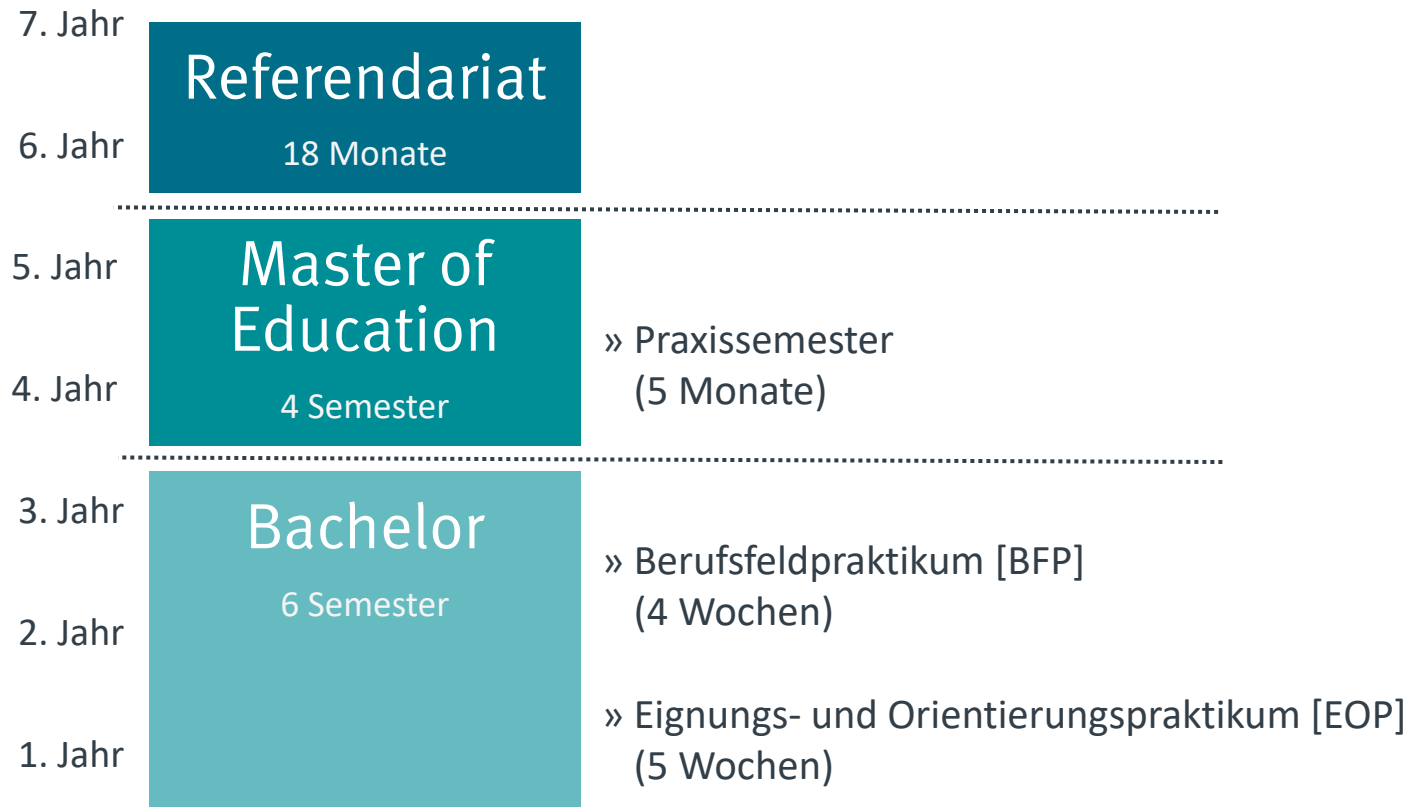 7. Jahr
Referendariat
6. Jahr
18 Monate
5. Jahr
Master of
Education
» Praxissemester
(5 Monate)
4. Jahr
4 Semester
3. Jahr
Bachelor
» Berufsfeldpraktikum [BFP]
(4 Wochen)
6 Semester
2. Jahr
» Eignungs- und Orientierungspraktikum [EOP]
(5 Wochen)
1. Jahr